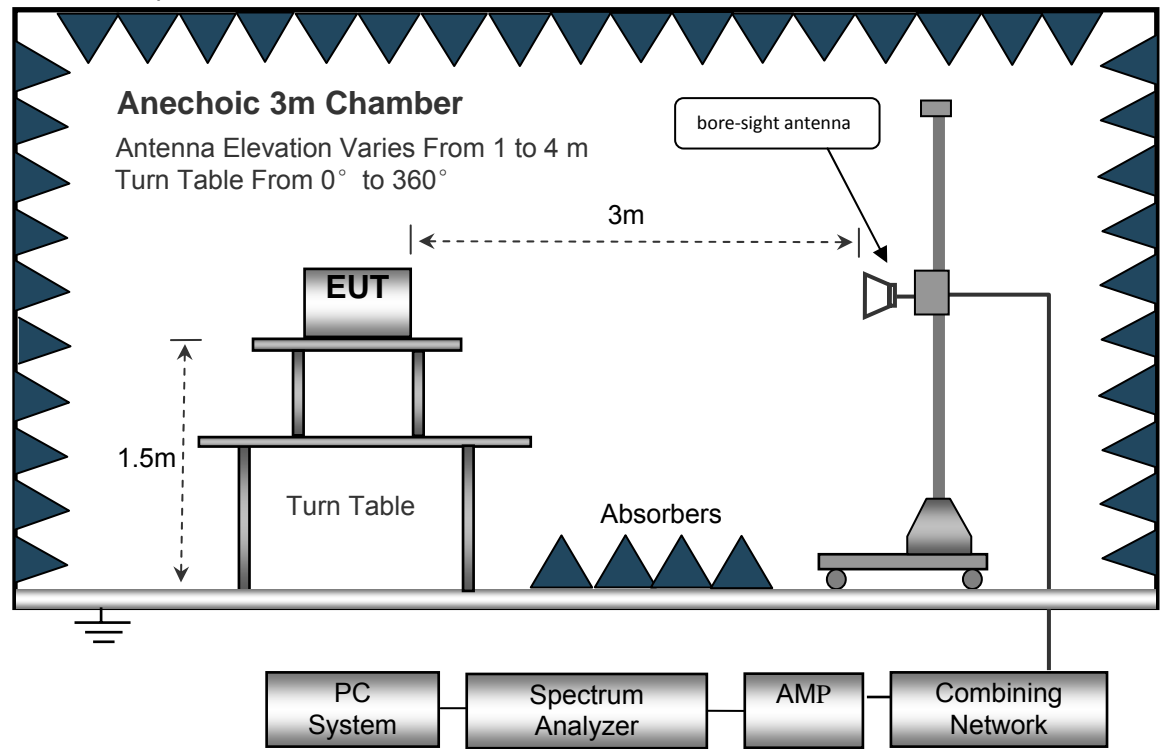 Anechoic 3m Chamber
Antenna Elevation Varies From 1 to 4 m
Turn Table From 0° to 360°
bore-sight antenna
3m
EUT
1.5m
Turn Table
Absorbers
PC
System
Spectrum
Analyzer
AMP
Combining
Network